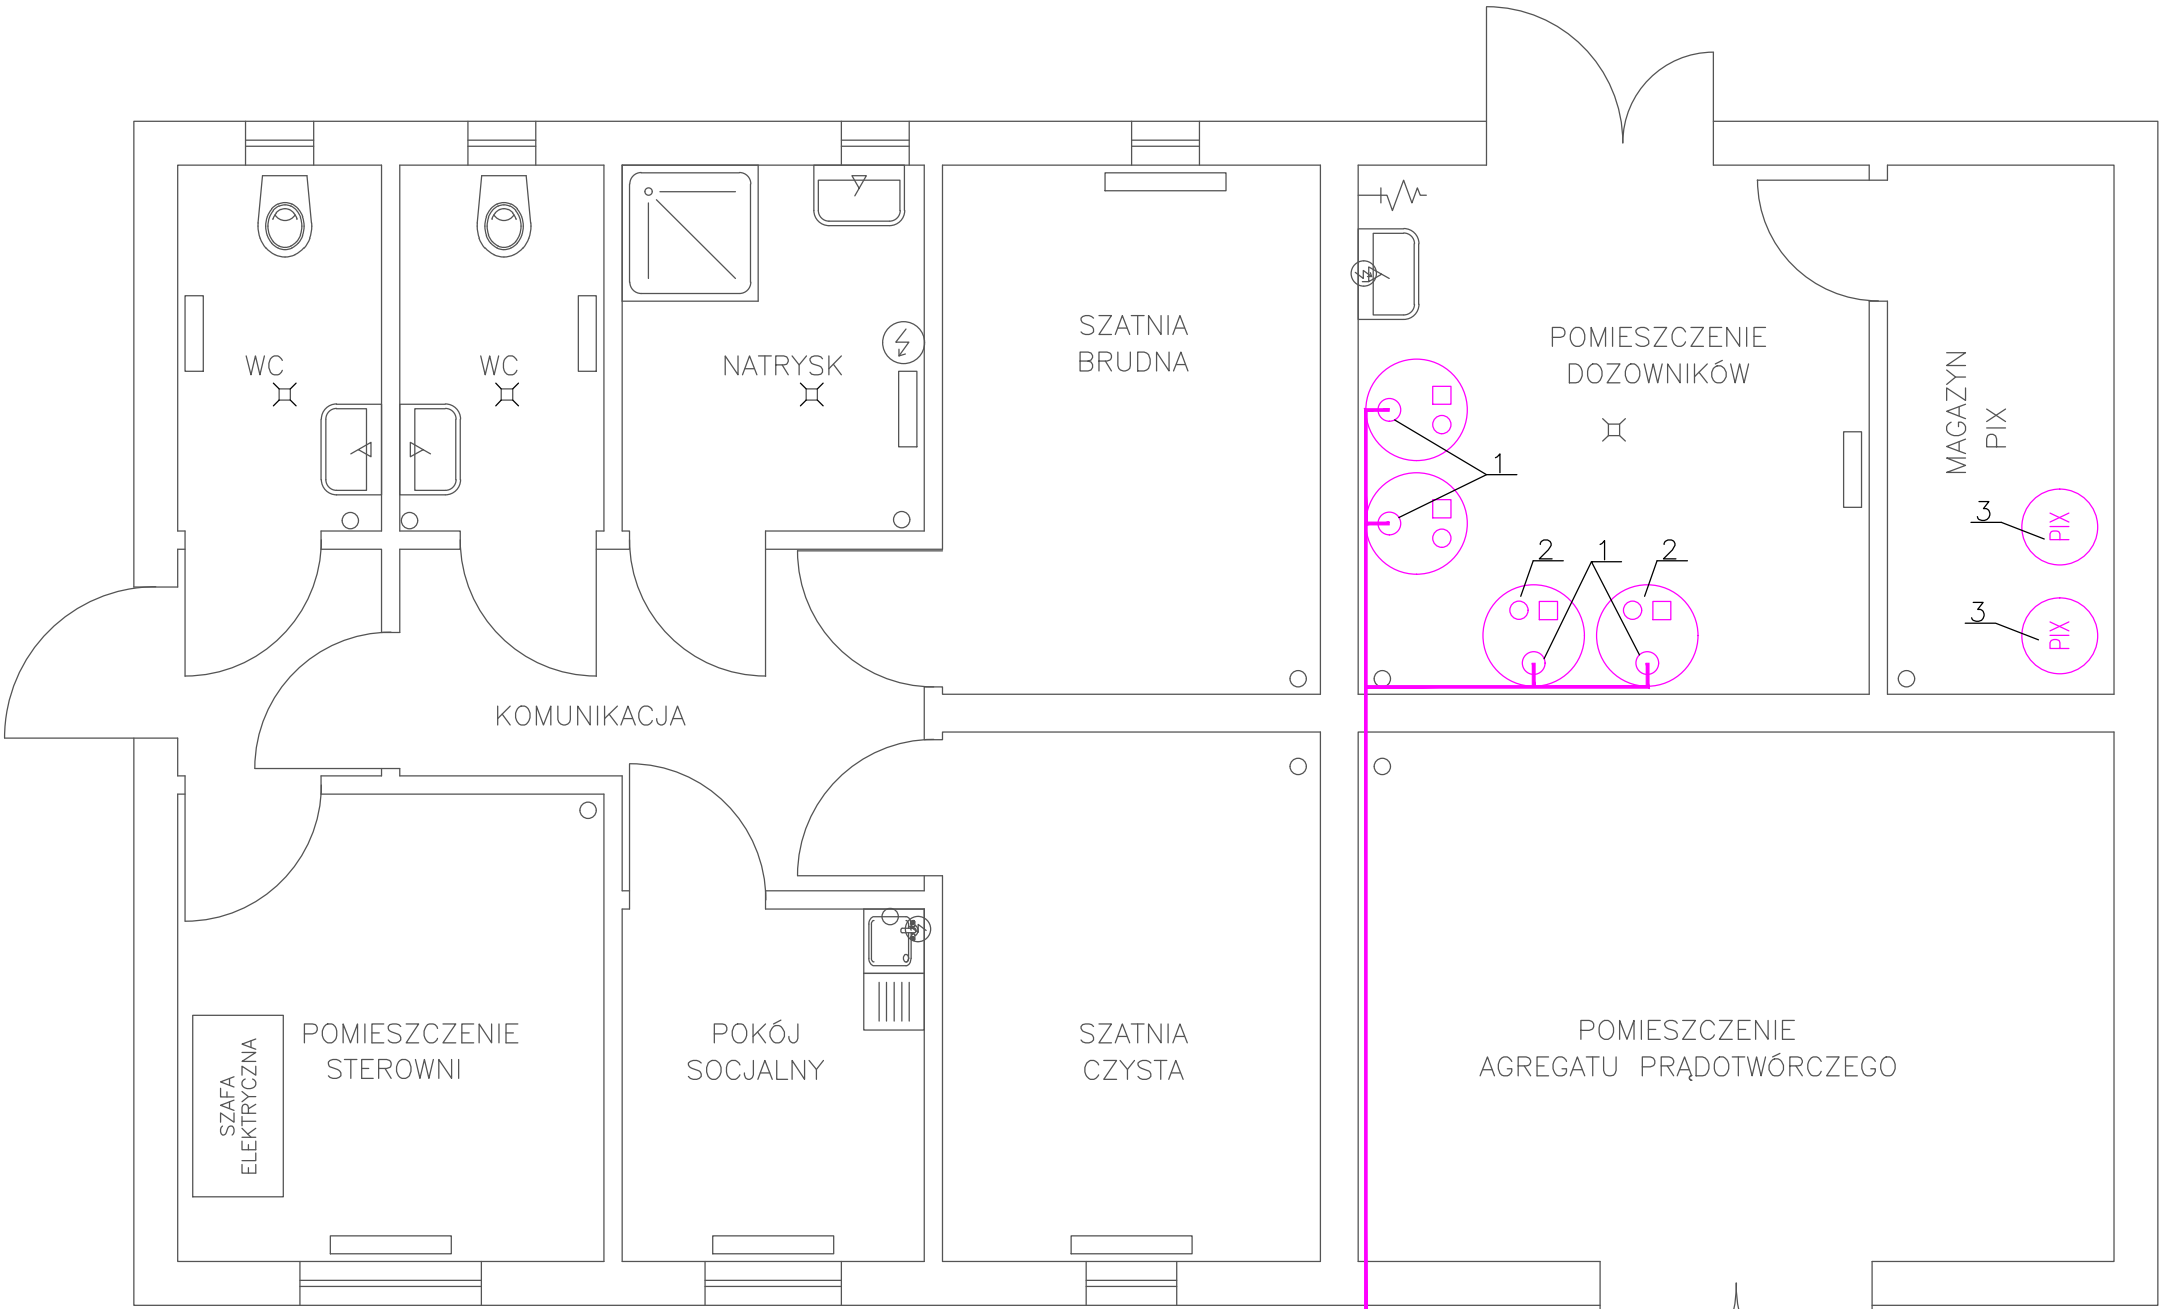 WC
WC
NATRYSK
SZATNIA
BRUDNA
POMIESZCZENIE
DOZOWNIKÓW
MAGAZYN
PIX
1
2
1
2
3
PIX
3
PIX
KOMUNIKACJA
POMIESZCZENIE
STEROWNI
SZAFA
ELEKTRYCZNA
POKÓJ
SOCJALNY
SZATNIA
CZYSTA
POMIESZCZENIE
AGREGATU PRĄDOTWÓRCZEGO